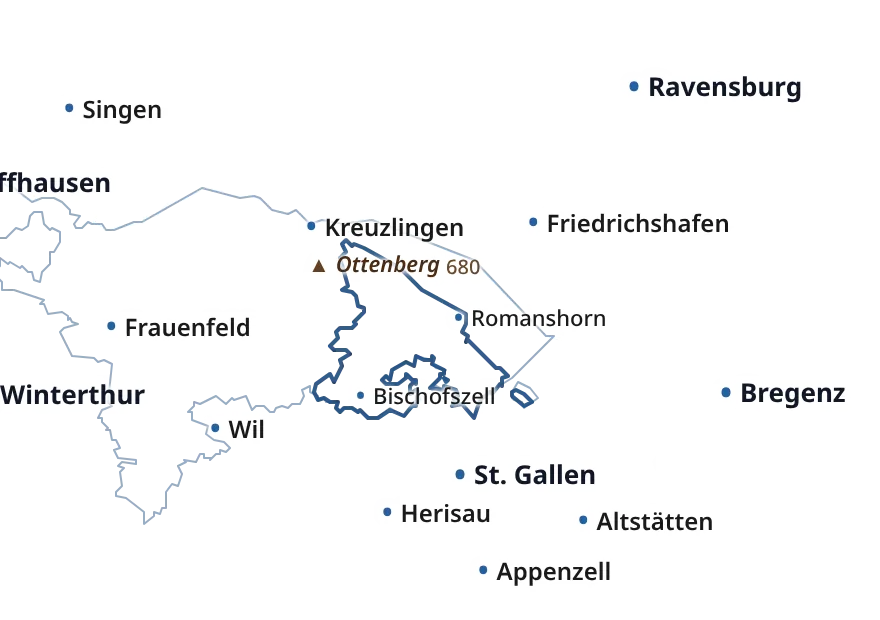 Ravensburg
Singen
ffhausen
Kreuzlingen
Friedrichshafen
Ottenberg 680
Romanshorn
Frauenfeld
Winterthur
Bischofszell
Bregenz
Wil
St. Gallen
Herisau
Altstätten
Appenzell